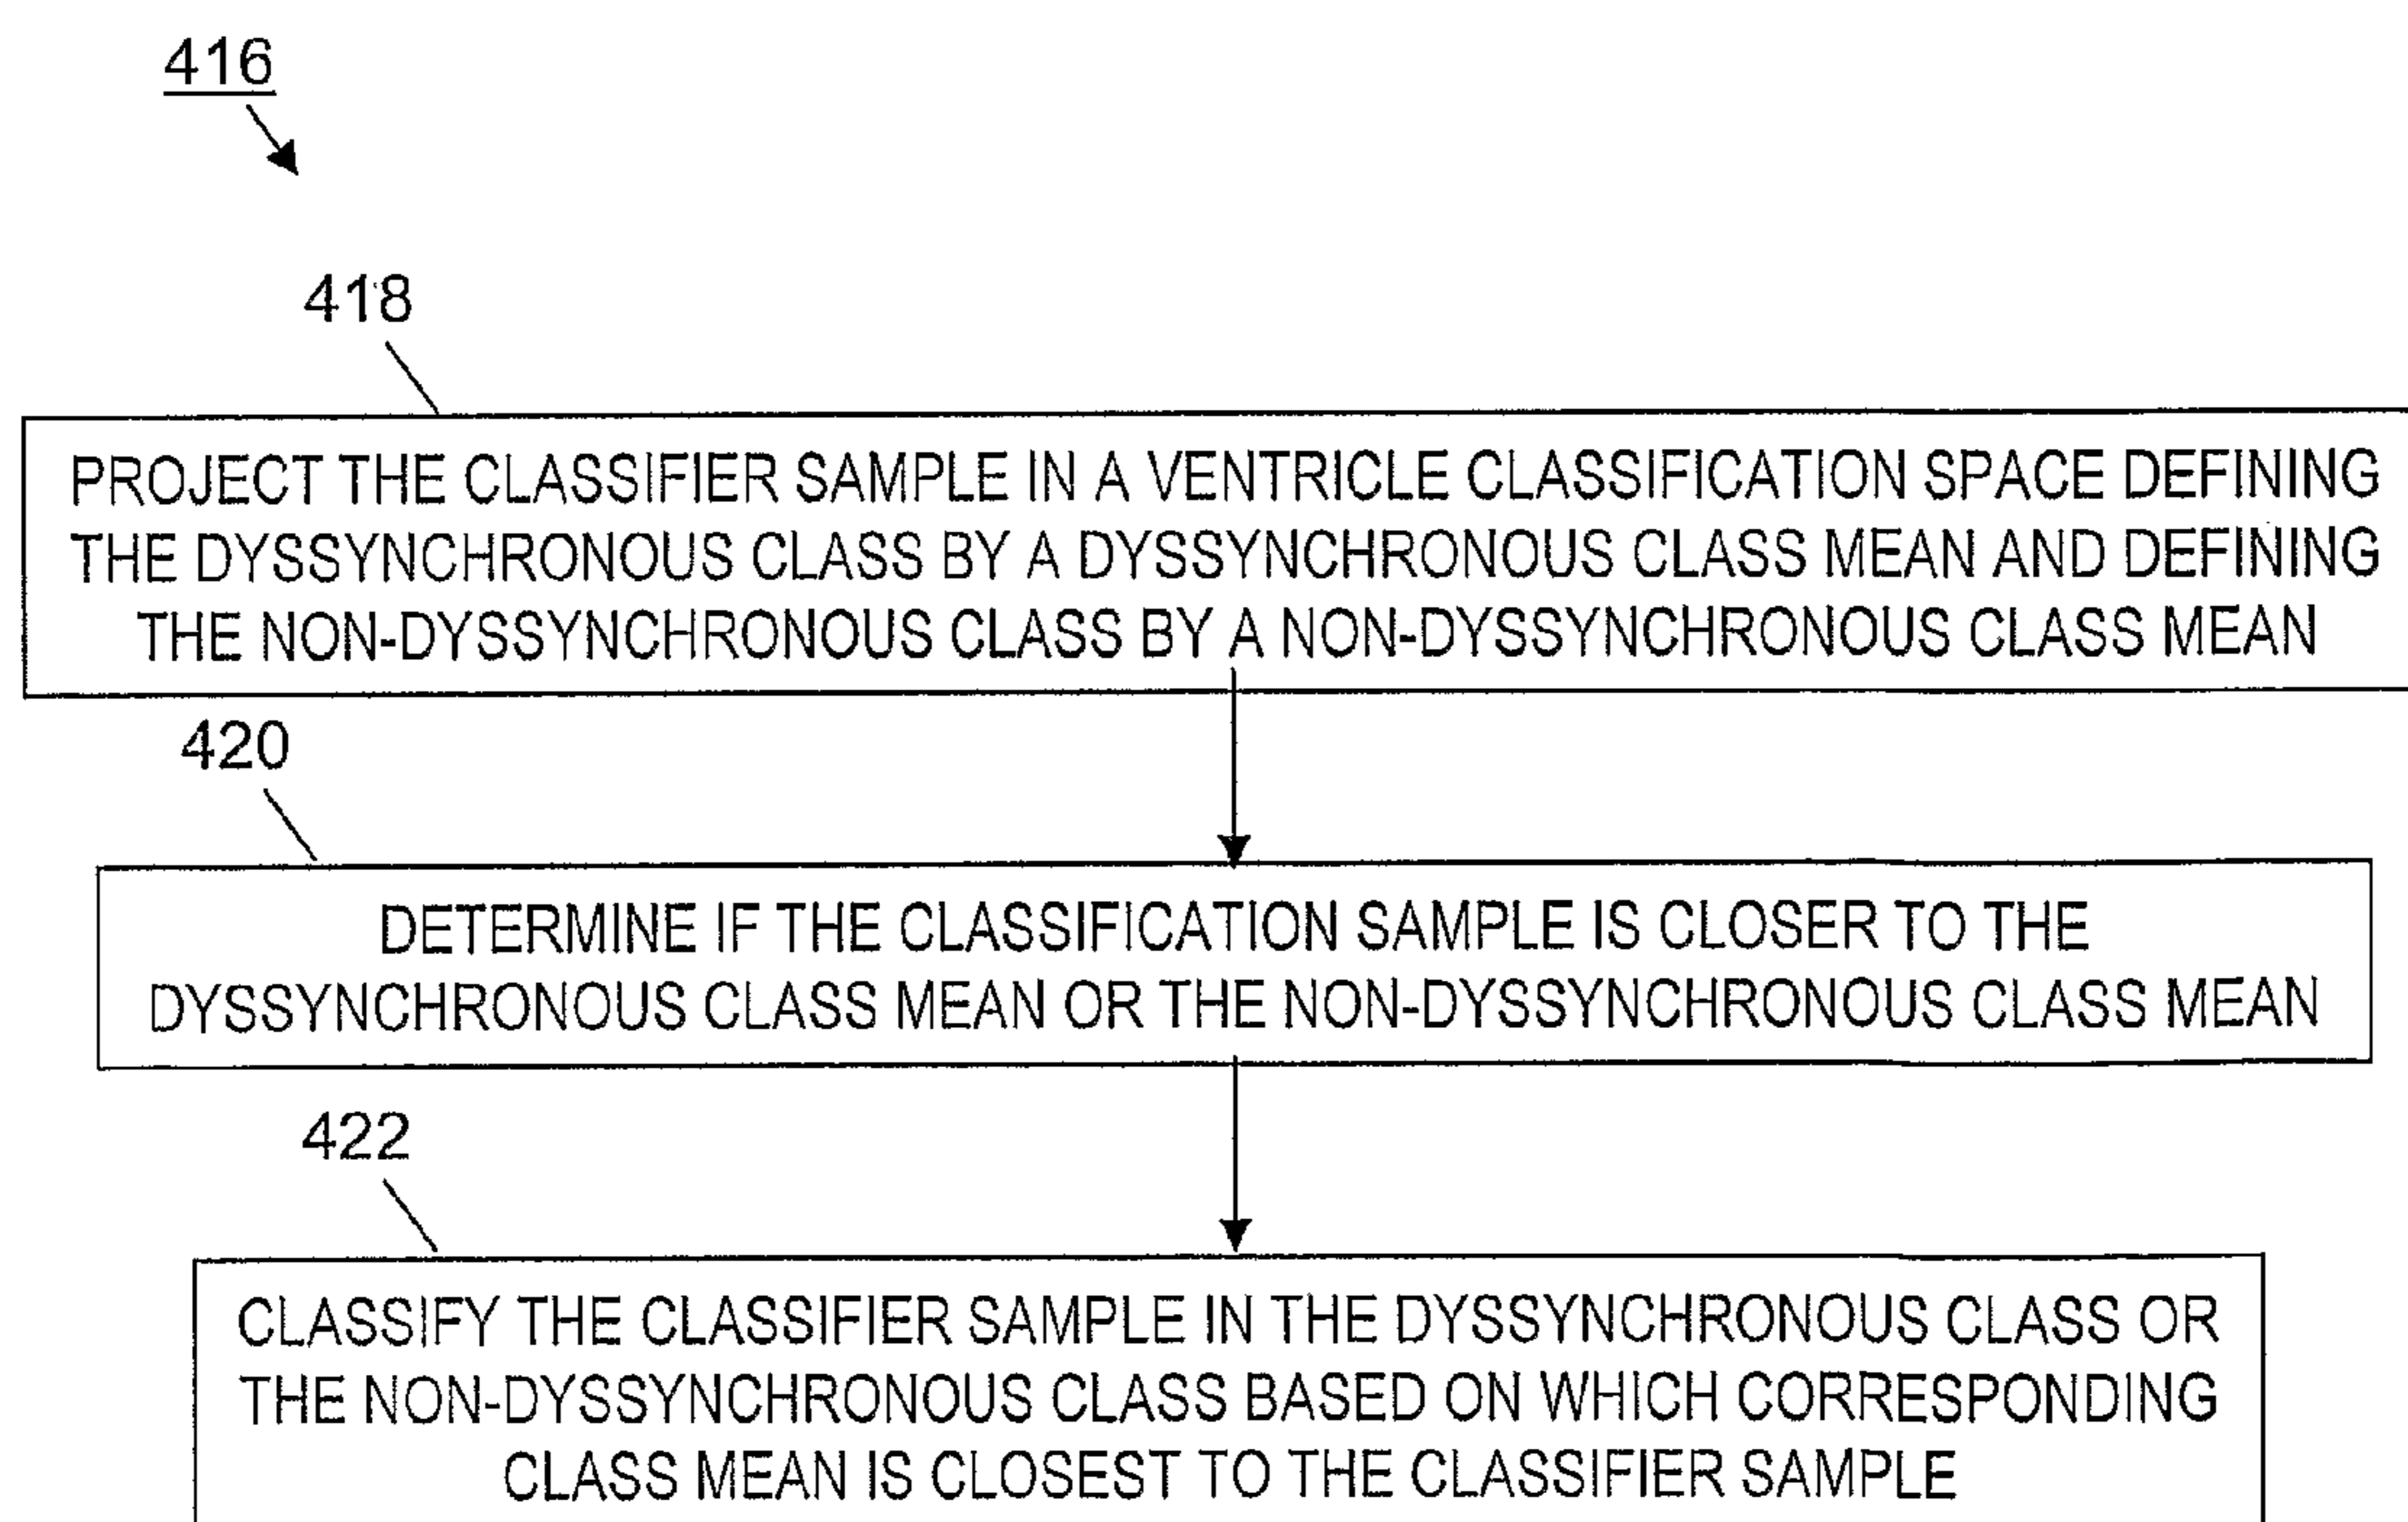 416
418
PROJECT THE CLASSIFIER SAMPLE IN A VENTRICLE CLASSIFICATION SPACE DEFINING
THE DYSSYNCHRONOUS CLASS BY A DYSSYNCHRONOUS CLASS MEAN AND DEFINING
THE NON-DYSSYNCHRONOUS CLASS BY A NON-DYSSYNCHRONOUS CLASS MEAN
420
DETERMINE IF THE CLASSIFICATION SAMPLE IS CLOSER TO THE
DYSSYNCHRONOUS CLASS MEAN OR THE NON-DYSSYNCHRONOUS CLASS MEAN
422
CLASSIFY THE CLASSIFIER SAMPLE IN THE DYSSYNCHRONOUS CLASS OR
THE NON-DYSSYNCHRONOUS CLASS BASED ON WHICH CORRESPONDING
CLASS MEAN IS CLOSEST TO THE CLASSIFIER SAMPLE